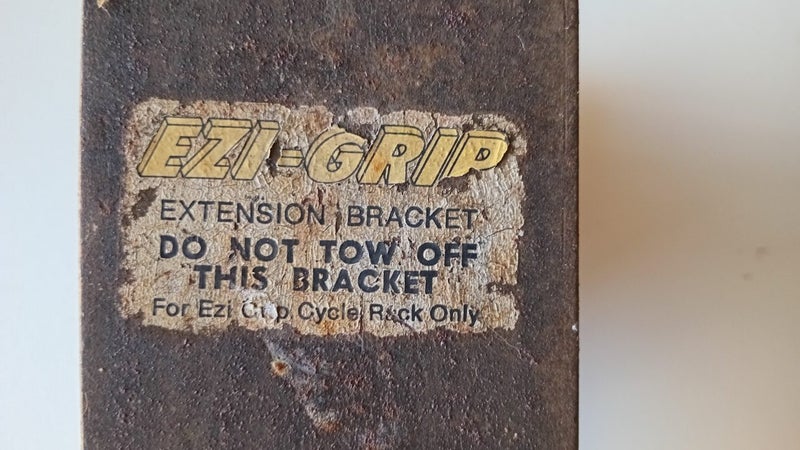 EZI-GRIP
EXTENSION BRACKET
DO NOT TOW OFF
THIS BRACKET
For Ezi Grip Cycle Rack Only